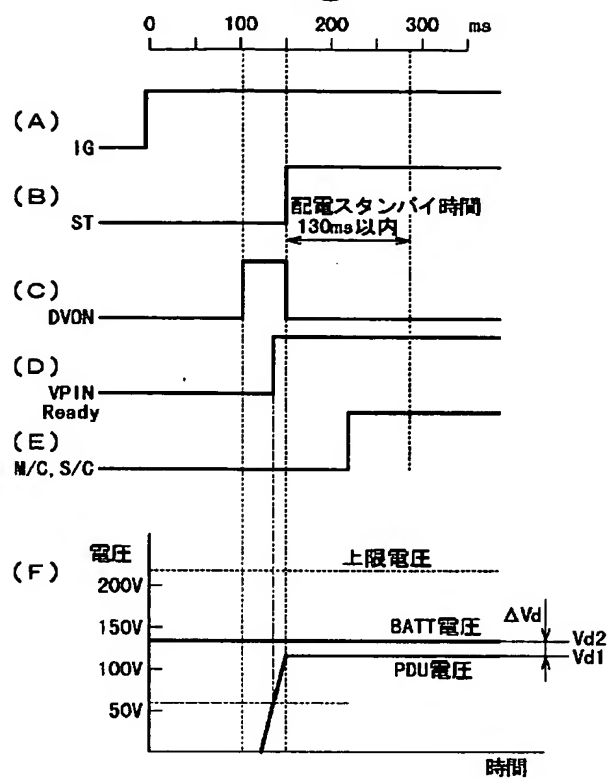 0 100 200 300 ms
(A)
IG
(B)
ST
配電スタンバイ時間
130ms以内
(C)
DVON
(D)
VPIN
Ready
(E)
M/C, S/C
(F)
電圧
200V
150V
100V
50V
上限電圧
BATT電圧
PDU電圧
ΔVd
Vd2
Vd1
時間